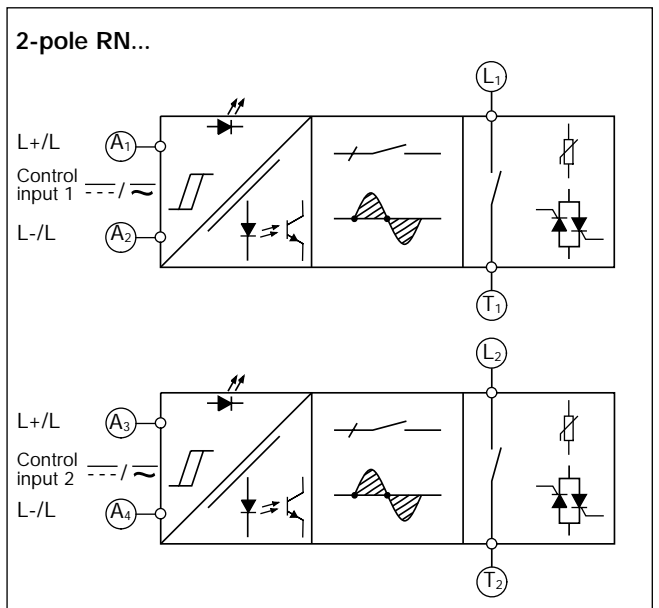 2-pole RN...
L1
L+/L A1
Control
input 1 /
L-/L A2
T1
L2
L+/L A3
Control
input 2 /
L-/L A4
T2